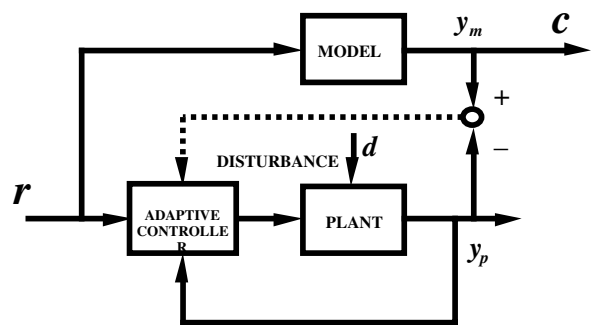 y_m
c
MODEL
+
DISTURBANCE
d
−
r
ADAPTIVE
CONTROLLE
R
PLANT
y_p